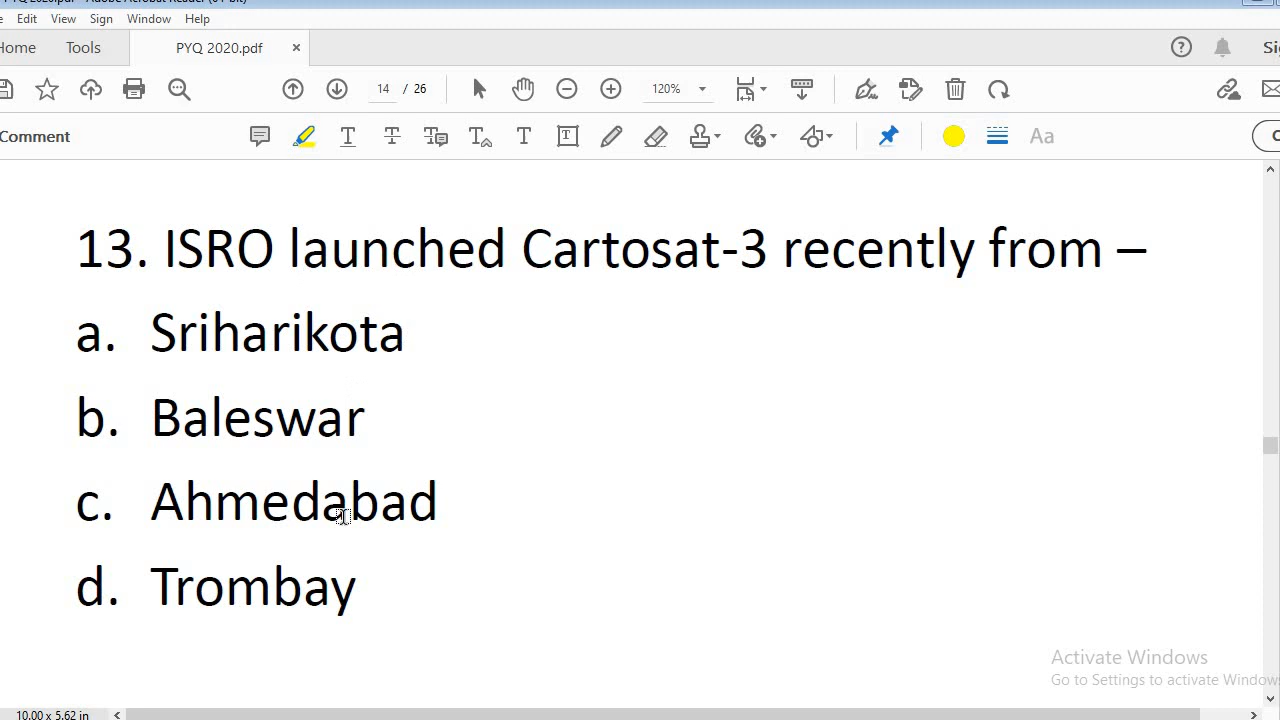 Edit View Sign Window Help
Home Tools PYQ 2020.pdf ×
14 / 26 120%
Comment Aa
13. ISRO launched Cartosat-3 recently from –
a. Sriharikota
b. Baleswar
c. Ahmedabad
d. Trombay
Activate Windows
Go to Settings to activate Windows
10.00 x 5.62 in